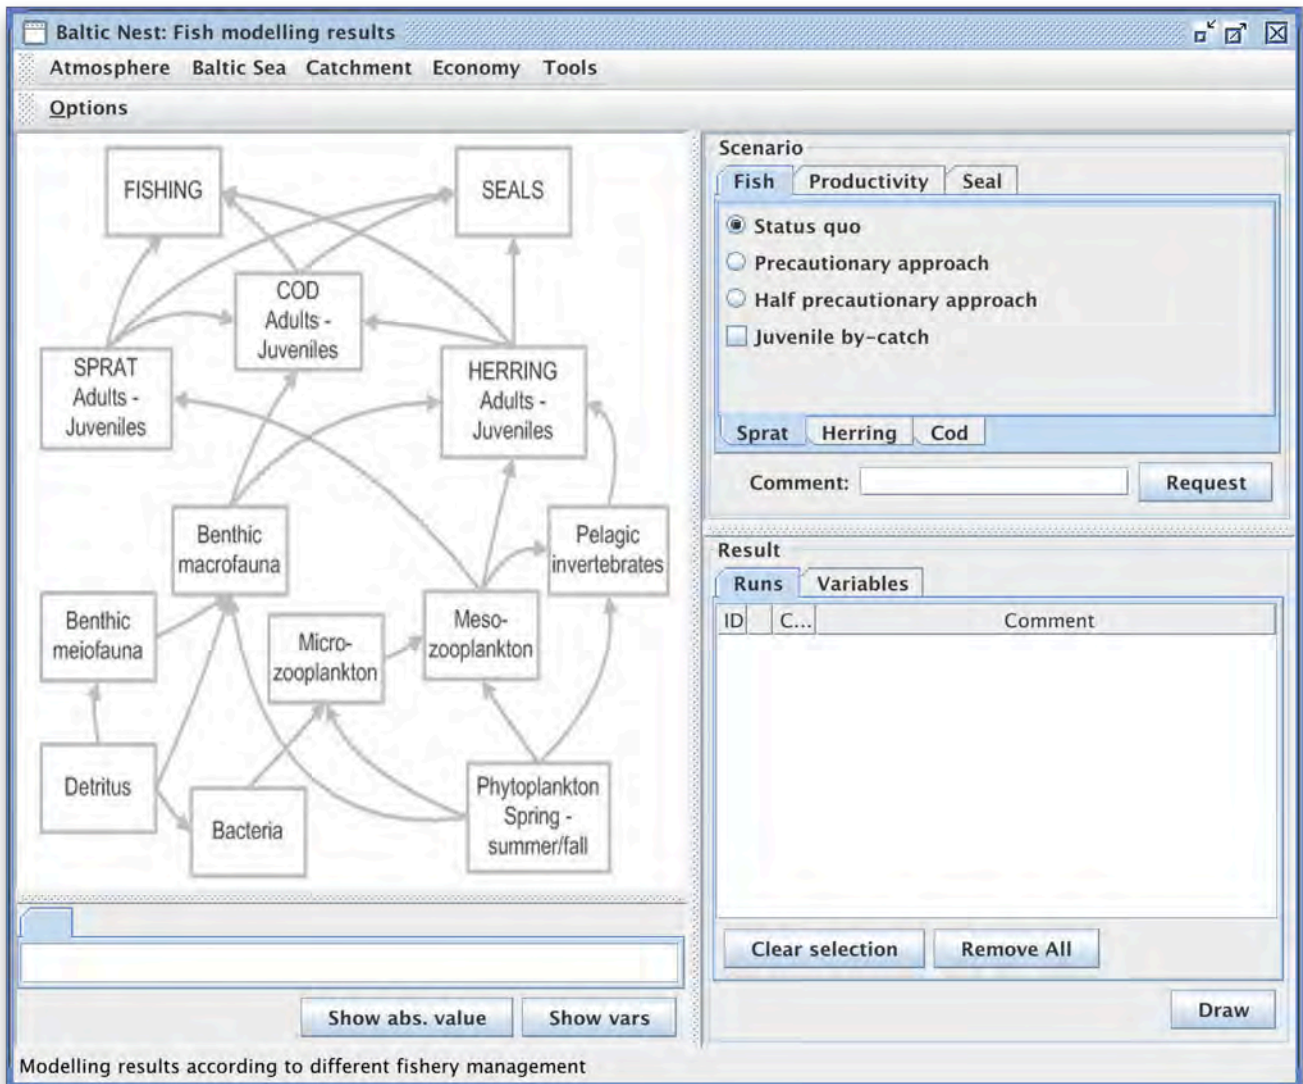 Baltic Nest: Fish modelling results
Atmosphere Baltic Sea Catchment Economy Tools
Options
FISHING
SEALS
COD
Adults -
Juveniles
SPRAT
Adults -
Juveniles
HERRING
Adults -
Juveniles
Benthic
macrofauna
Pelagic
invertebrates
Benthic
meiofauna
Micro-
zooplankton
Meso-
zooplankton
Detritus
Bacteria
Phytoplankton
Spring -
summer/fall
Show abs. value
Show vars
Scenario
Fish Productivity Seal
Status quo
Precautionary approach
Half precautionary approach
Juvenile by-catch
Sprat Herring Cod
Comment:
Request
Result
Runs Variables
ID C... Comment
Clear selection
Remove All
Draw
Modelling results according to different fishery management